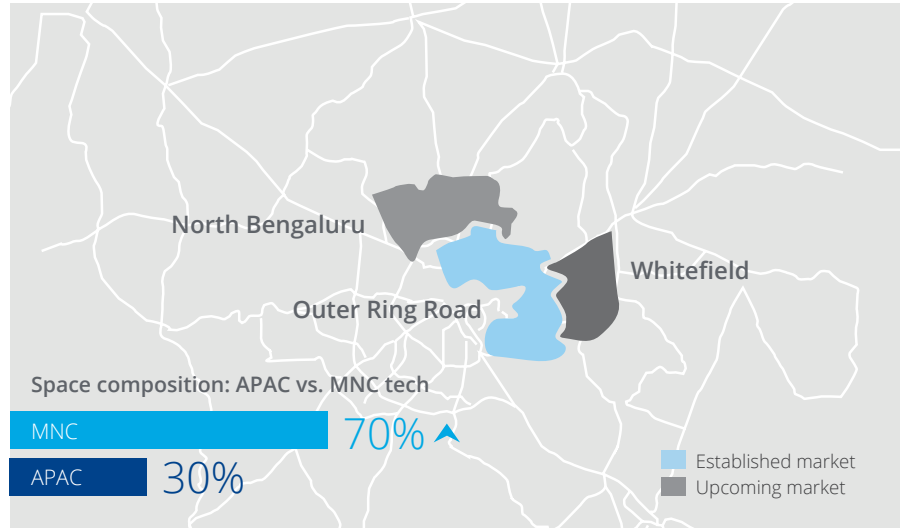 North Bengaluru
Whitefield
Outer Ring Road
Space composition: APAC vs. MNC tech
MNC
70%
APAC
30%
Established market
Upcoming market